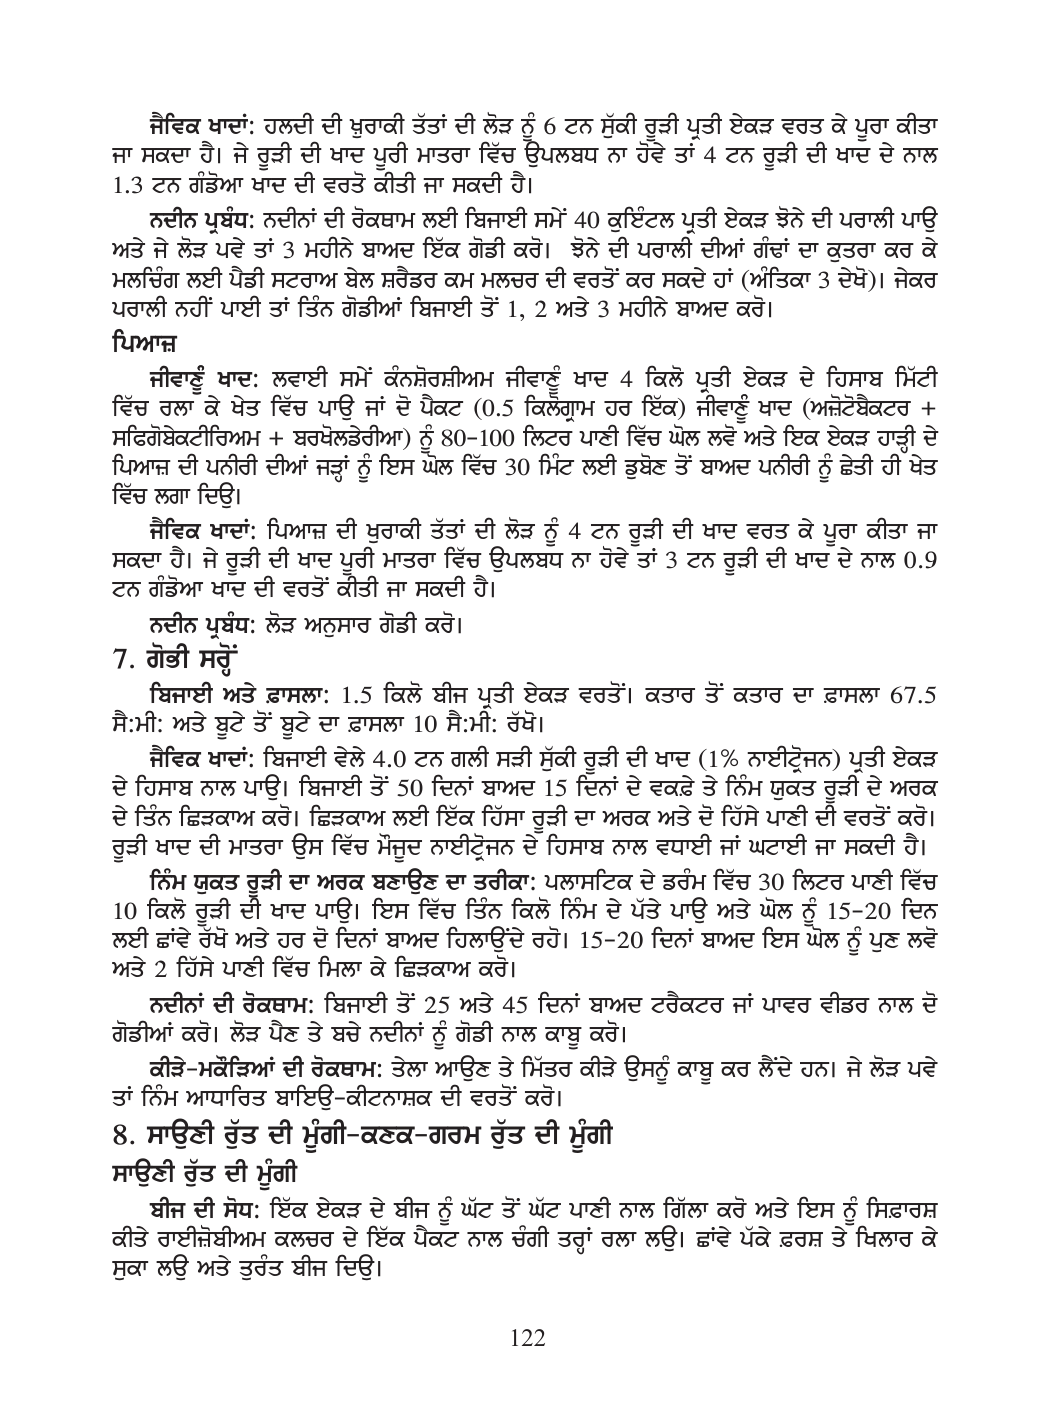 ਜੈਵਿਕ ਖਾਦਾਂ: ਹਲਦੀ ਦੀ ਖ਼ੁਰਾਕੀ ਤੱਤਾਂ ਦੀ ਲੋੜ ਨੂੰ 6 ਟਨ ਸੁੱਕੀ ਰੂੜੀ ਪ੍ਰਤੀ ਏਕੜ ਵਰਤ ਕੇ ਪੂਰਾ ਕੀਤਾ
ਜਾ ਸਕਦਾ ਹੈ। ਜੇ ਰੂੜੀ ਦੀ ਖਾਦ ਪੂਰੀ ਮਾਤਰਾ ਵਿੱਚ ਉਪਲਬਧ ਨਾ ਹੋਵੇ ਤਾਂ 4 ਟਨ ਰੂੜੀ ਦੀ ਖਾਦ ਦੇ ਨਾਲ
1.3 ਟਨ ਗੰਡੋਆ ਖਾਦ ਦੀ ਵਰਤੋ ਕੀਤੀ ਜਾ ਸਕਦੀ ਹੈ।
ਨਦੀਨ ਪ੍ਰਬੰਧ: ਨਦੀਨਾਂ ਦੀ ਰੋਕਥਾਮ ਲਈ ਬਿਜਾਈ ਸਮੇਂ 40 ਕੁਇੰਟਲ ਪ੍ਰਤੀ ਏਕੜ ਝੋਨੇ ਦੀ ਪਰਾਲੀ ਪਾਉ
ਅਤੇ ਜੇ ਲੋੜ ਪਵੇ ਤਾਂ 3 ਮਹੀਨੇ ਬਾਅਦ ਇੱਕ ਗੋਡੀ ਕਰੋ। ਝੋਨੇ ਦੀ ਪਰਾਲੀ ਦੀਆਂ ਗੰਢਾਂ ਦਾ ਕੁਤਰਾ ਕਰ ਕੇ
ਮਲਚਿੰਗ ਲਈ ਪੈਡੀ ਸਟਰਾਅ ਬੇਲ ਸ਼ਰੈਡਰ ਕਮ ਮਲਚਰ ਦੀ ਵਰਤੋਂ ਕਰ ਸਕਦੇ ਹਾਂ (ਅੰਤਿਕਾ 3 ਦੇਖੋ)। ਜੇਕਰ
ਪਰਾਲੀ ਨਹੀਂ ਪਾਈ ਤਾਂ ਤਿੰਨ ਗੋਡੀਆਂ ਬਿਜਾਈ ਤੋਂ 1, 2 ਅਤੇ 3 ਮਹੀਨੇ ਬਾਅਦ ਕਰੋ।
ਪਿਆਜ਼
ਜੀਵਾਣੂੰ ਖਾਦ: ਲਵਾਈ ਸਮੇਂ ਕੰਨਸ਼ੋਰਸ਼ੀਅਮ ਜੀਵਾਣੂੰ ਖਾਦ 4 ਕਿਲੋ ਪ੍ਰਤੀ ਏਕੜ ਦੇ ਹਿਸਾਬ ਮਿੱਟੀ
ਵਿੱਚ ਰਲਾ ਕੇ ਖੇਤ ਵਿੱਚ ਪਾਉ ਜਾਂ ਦੋ ਪੈਕਟ (0.5 ਕਿਲੋਗ੍ਰਾਮ ਹਰ ਇੱਕ) ਜੀਵਾਣੂੰ ਖਾਦ (ਅਜ਼ੋਟੋਬੈਕਟਰ +
ਸਫਿਗੋਬੇਕਟੀਰਿਅਮ + ਬਰਖੋਲਡੇਰੀਆ) ਨੂੰ 80-100 ਲਿਟਰ ਪਾਣੀ ਵਿੱਚ ਘੋਲ ਲਵੋ ਅਤੇ ਇਕ ਏਕੜ ਹਾੜ੍ਹੀ ਦੇ
ਪਿਆਜ਼ ਦੀ ਪਨੀਰੀ ਦੀਆਂ ਜੜ੍ਹਾਂ ਨੂੰ ਇਸ ਘੋਲ ਵਿੱਚ 30 ਮਿੰਟ ਲਈ ਡੁਬੋਣ ਤੋਂ ਬਾਅਦ ਪਨੀਰੀ ਨੂੰ ਛੇਤੀ ਹੀ ਖੇਤ
ਵਿੱਚ ਲਗਾ ਦਿਉ।
ਜੈਵਿਕ ਖਾਦਾਂ: ਪਿਆਜ਼ ਦੀ ਖੁਰਾਕੀ ਤੱਤਾਂ ਦੀ ਲੋੜ ਨੂੰ 4 ਟਨ ਰੂੜੀ ਦੀ ਖਾਦ ਵਰਤ ਕੇ ਪੂਰਾ ਕੀਤਾ ਜਾ
ਸਕਦਾ ਹੈ। ਜੇ ਰੂੜੀ ਦੀ ਖਾਦ ਪੂਰੀ ਮਾਤਰਾ ਵਿੱਚ ਉਪਲਬਧ ਨਾ ਹੋਵੇ ਤਾਂ 3 ਟਨ ਰੂੜੀ ਦੀ ਖਾਦ ਦੇ ਨਾਲ 0.9
ਟਨ ਗੰਡੋਆ ਖਾਦ ਦੀ ਵਰਤੋਂ ਕੀਤੀ ਜਾ ਸਕਦੀ ਹੈ।
ਨਦੀਨ ਪ੍ਰਬੰਧ: ਲੋੜ ਅਨੁਸਾਰ ਗੋਡੀ ਕਰੋ।
7. ਗੋਭੀ ਸਰ੍ਹੋਂ
ਬਿਜਾਈ ਅਤੇ ਫ਼ਾਸਲਾ: 1.5 ਕਿਲੋ ਬੀਜ ਪ੍ਰਤੀ ਏਕੜ ਵਰਤੋਂ। ਕਤਾਰ ਤੋਂ ਕਤਾਰ ਦਾ ਫ਼ਾਸਲਾ 67.5
ਸੈ:ਮੀ: ਅਤੇ ਬੂਟੇ ਤੋਂ ਬੂਟੇ ਦਾ ਫ਼ਾਸਲਾ 10 ਸੈ:ਮੀ: ਰੱਖੋ।
ਜੈਵਿਕ ਖਾਦਾਂ: ਬਿਜਾਈ ਵੇਲੇ 4.0 ਟਨ ਗਲੀ ਸੜੀ ਸੁੱਕੀ ਰੂੜੀ ਦੀ ਖਾਦ (1% ਨਾਈਟ੍ਰੋਜਨ) ਪ੍ਰਤੀ ਏਕੜ
ਦੇ ਹਿਸਾਬ ਨਾਲ ਪਾਉ। ਬਿਜਾਈ ਤੋਂ 50 ਦਿਨਾਂ ਬਾਅਦ 15 ਦਿਨਾਂ ਦੇ ਵਕਫ਼ੇ ਤੇ ਨਿੰਮ ਯੁਕਤ ਰੂੜੀ ਦੇ ਅਰਕ
ਦੇ ਤਿੰਨ ਛਿੜਕਾਅ ਕਰੋ। ਛਿੜਕਾਅ ਲਈ ਇੱਕ ਹਿੱਸਾ ਰੂੜੀ ਦਾ ਅਰਕ ਅਤੇ ਦੋ ਹਿੱਸੇ ਪਾਣੀ ਦੀ ਵਰਤੋਂ ਕਰੋ।
ਰੂੜੀ ਖਾਦ ਦੀ ਮਾਤਰਾ ਉਸ ਵਿੱਚ ਮੌਜੂਦ ਨਾਈਟ੍ਰੋਜਨ ਦੇ ਹਿਸਾਬ ਨਾਲ ਵਧਾਈ ਜਾਂ ਘਟਾਈ ਜਾ ਸਕਦੀ ਹੈ।
ਨਿੰਮ ਯੁਕਤ ਰੂੜੀ ਦਾ ਅਰਕ ਬਣਾਉਣ ਦਾ ਤਰੀਕਾ: ਪਲਾਸਟਿਕ ਦੇ ਡਰੰਮ ਵਿੱਚ 30 ਲਿਟਰ ਪਾਣੀ ਵਿੱਚ
10 ਕਿਲੋ ਰੂੜੀ ਦੀ ਖਾਦ ਪਾਉ। ਇਸ ਵਿੱਚ ਤਿੰਨ ਕਿਲੋ ਨਿੰਮ ਦੇ ਪੱਤੇ ਪਾਉ ਅਤੇ ਘੋਲ ਨੂੰ 15-20 ਦਿਨ
ਲਈ ਛਾਂਵੇ ਰੱਖੋ ਅਤੇ ਹਰ ਦੋ ਦਿਨਾਂ ਬਾਅਦ ਹਿਲਾਉਂਦੇ ਰਹੋ। 15-20 ਦਿਨਾਂ ਬਾਅਦ ਇਸ ਘੋਲ ਨੂੰ ਪੁਣ ਲਵੋ
ਅਤੇ 2 ਹਿੱਸੇ ਪਾਣੀ ਵਿੱਚ ਮਿਲਾ ਕੇ ਛਿੜਕਾਅ ਕਰੋ।
ਨਦੀਨਾਂ ਦੀ ਰੋਕਥਾਮ: ਬਿਜਾਈ ਤੋਂ 25 ਅਤੇ 45 ਦਿਨਾਂ ਬਾਅਦ ਟਰੈਕਟਰ ਜਾਂ ਪਾਵਰ ਵੀਡਰ ਨਾਲ ਦੋ
ਗੋਡੀਆਂ ਕਰੋ। ਲੋੜ ਪੈਣ ਤੇ ਬਚੇ ਨਦੀਨਾਂ ਨੂੰ ਗੋਡੀ ਨਾਲ ਕਾਬੂ ਕਰੋ।
ਕੀੜੇ-ਮਕੌੜਿਆਂ ਦੀ ਰੋਕਥਾਮ: ਤੇਲਾ ਆਉਣ ਤੇ ਮਿੱਤਰ ਕੀੜੇ ਉਸਨੂੰ ਕਾਬੂ ਕਰ ਲੈਂਦੇ ਹਨ। ਜੇ ਲੋੜ ਪਵੇ
ਤਾਂ ਨਿੰਮ ਆਧਾਰਿਤ ਬਾਇਉ-ਕੀਟਨਾਸ਼ਕ ਦੀ ਵਰਤੋਂ ਕਰੋ।
8. ਸਾਉਣੀ ਰੁੱਤ ਦੀ ਮੂੰਗੀ-ਕਣਕ-ਗਰਮ ਰੁੱਤ ਦੀ ਮੂੰਗੀ
ਸਾਉਣੀ ਰੁੱਤ ਦੀ ਮੂੰਗੀ
ਬੀਜ ਦੀ ਸੋਧ: ਇੱਕ ਏਕੜ ਦੇ ਬੀਜ ਨੂੰ ਘੱਟ ਤੋਂ ਘੱਟ ਪਾਣੀ ਨਾਲ ਗਿੱਲਾ ਕਰੋ ਅਤੇ ਇਸ ਨੂੰ ਸਿਫ਼ਾਰਸ਼
ਕੀਤੇ ਰਾਈਜ਼ੋਬੀਅਮ ਕਲਚਰ ਦੇ ਇੱਕ ਪੈਕਟ ਨਾਲ ਚੰਗੀ ਤਰ੍ਹਾਂ ਰਲਾ ਲਉ। ਛਾਂਵੇ ਪੱਕੇ ਫ਼ਰਸ਼ ਤੇ ਖਿਲਾਰ ਕੇ
ਸੁਕਾ ਲਉ ਅਤੇ ਤੁਰੰਤ ਬੀਜ ਦਿਉ।
122